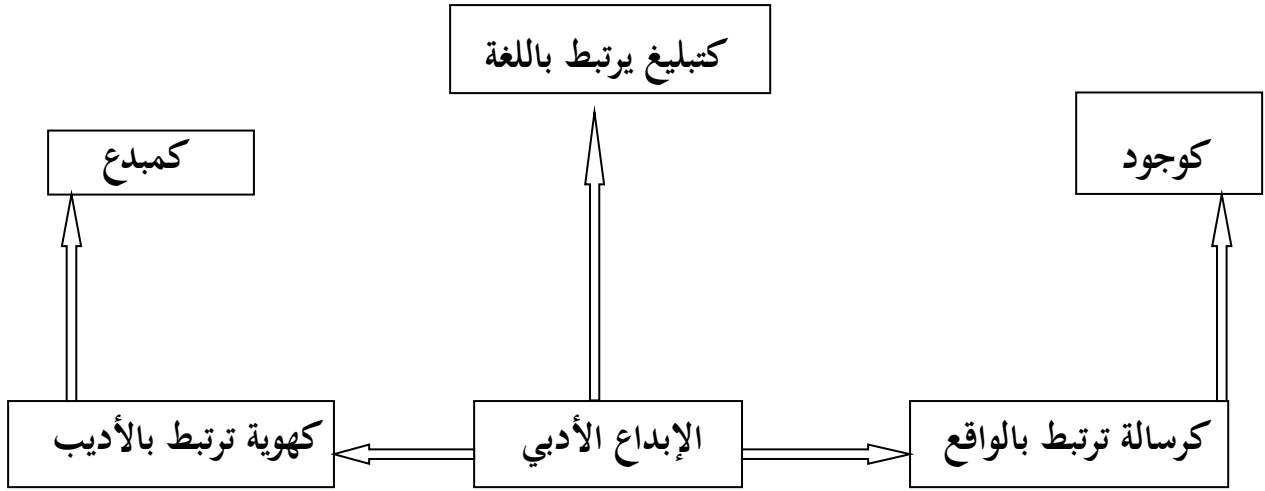 كتبليغ يرتبط باللغة
كوجود
كمبدع
كرسالة ترتبط بالواقع
الإبداع الأدبي
كهوية ترتبط بالأديب